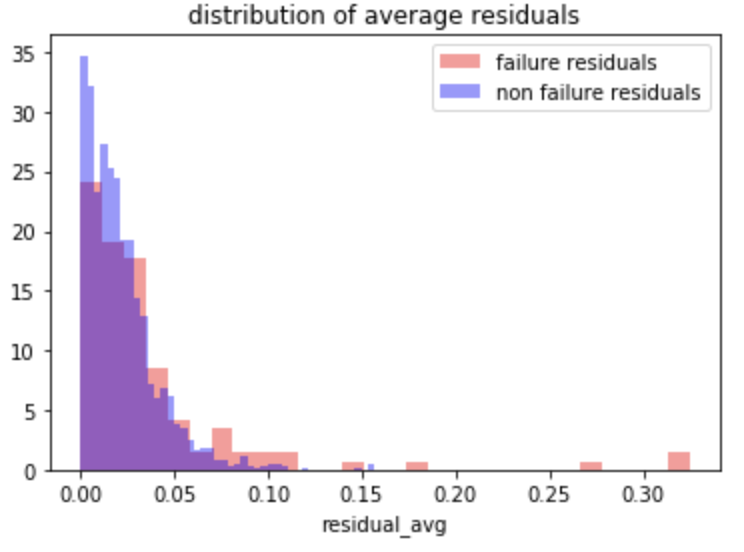 distribution of average residuals
failure residuals
non failure residuals
35
30
25
20
15
10
5
0
0.00 0.05 0.10 0.15 0.20 0.25 0.30
residual_avg